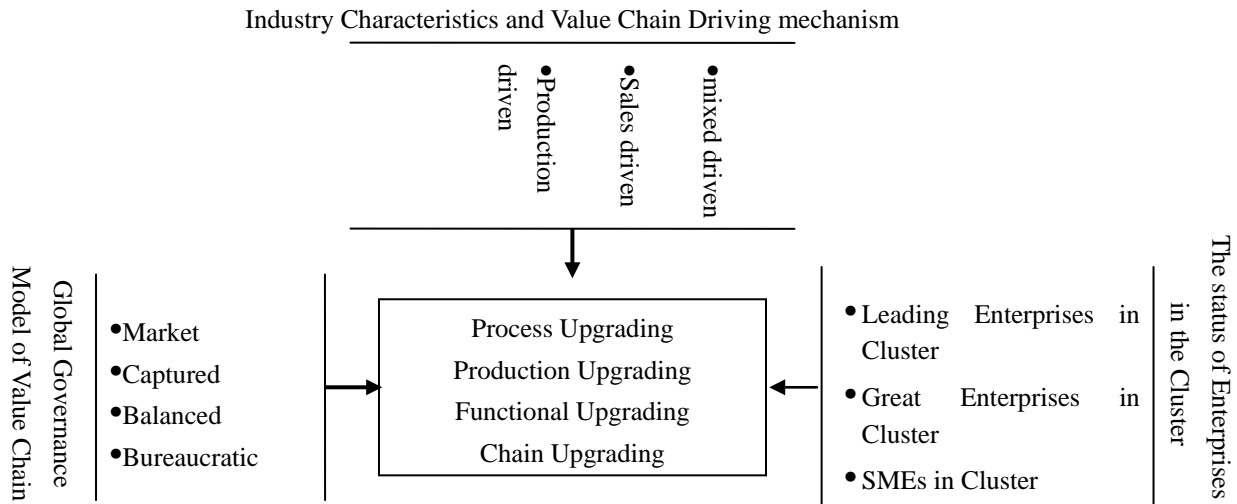 Industry Characteristics and Value Chain Driving mechanism
•Production
driven
•Sales driven
•mixed driven
Global Governance
Model of Value Chain
•Market
•Captured
•Balanced
•Bureaucratic
Process Upgrading
Production Upgrading
Functional Upgrading
Chain Upgrading
•Leading Enterprises in
Cluster
•Great Enterprises in
Cluster
•SMEs in Cluster
The status of Enterprises
in the Cluster